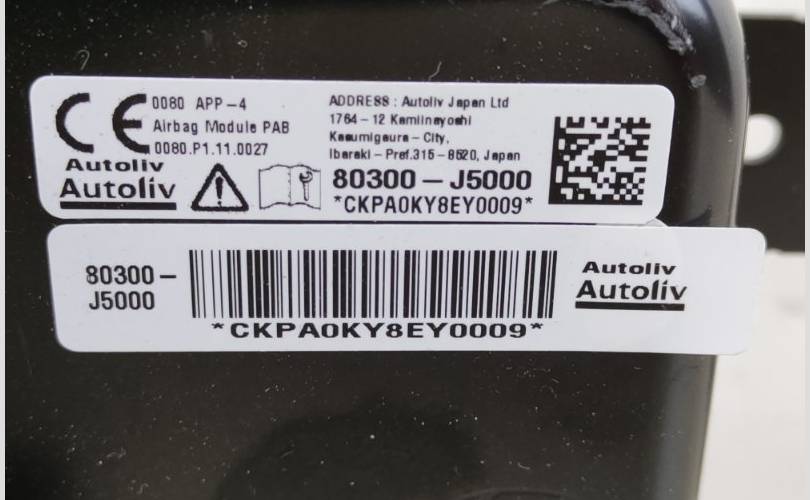 0080 APP-4
Airbag Module PAB
0080.P1.11.0027
Autoliv
Autoliv
ADDRESS : Autoliv Japan Ltd
1764-12 Kamiinayoshi
Kasumigaura-City,
Ibaraki-Pref.315-8520, Japan
80300-J5000
*CKPA0KY8EY0009*
80300-
J5000
*CKPA0KY8EY0009*
Autoliv
Autoliv